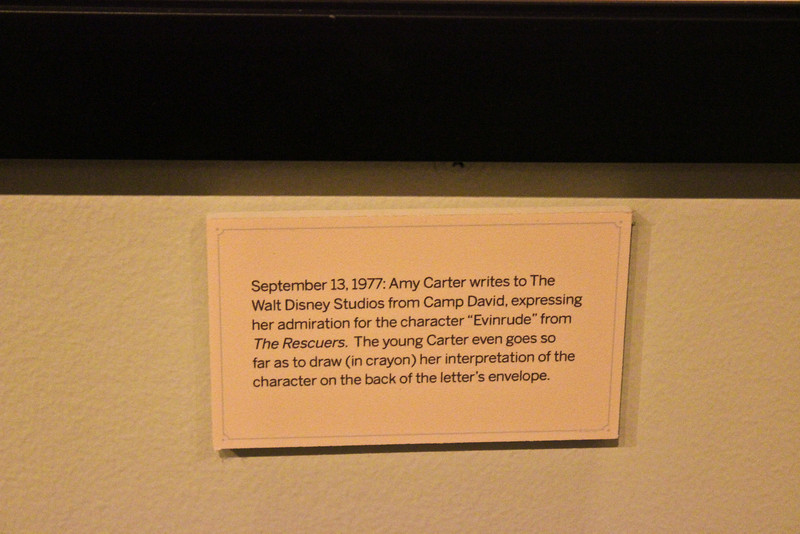 September 13, 1977: Amy Carter writes to The
Walt Disney Studios from Camp David, expressing
her admiration for the character “Evinrude” from
The Rescuers. The young Carter even goes so
far as to draw (in crayon) her interpretation of the
character on the back of the letter’s envelope.